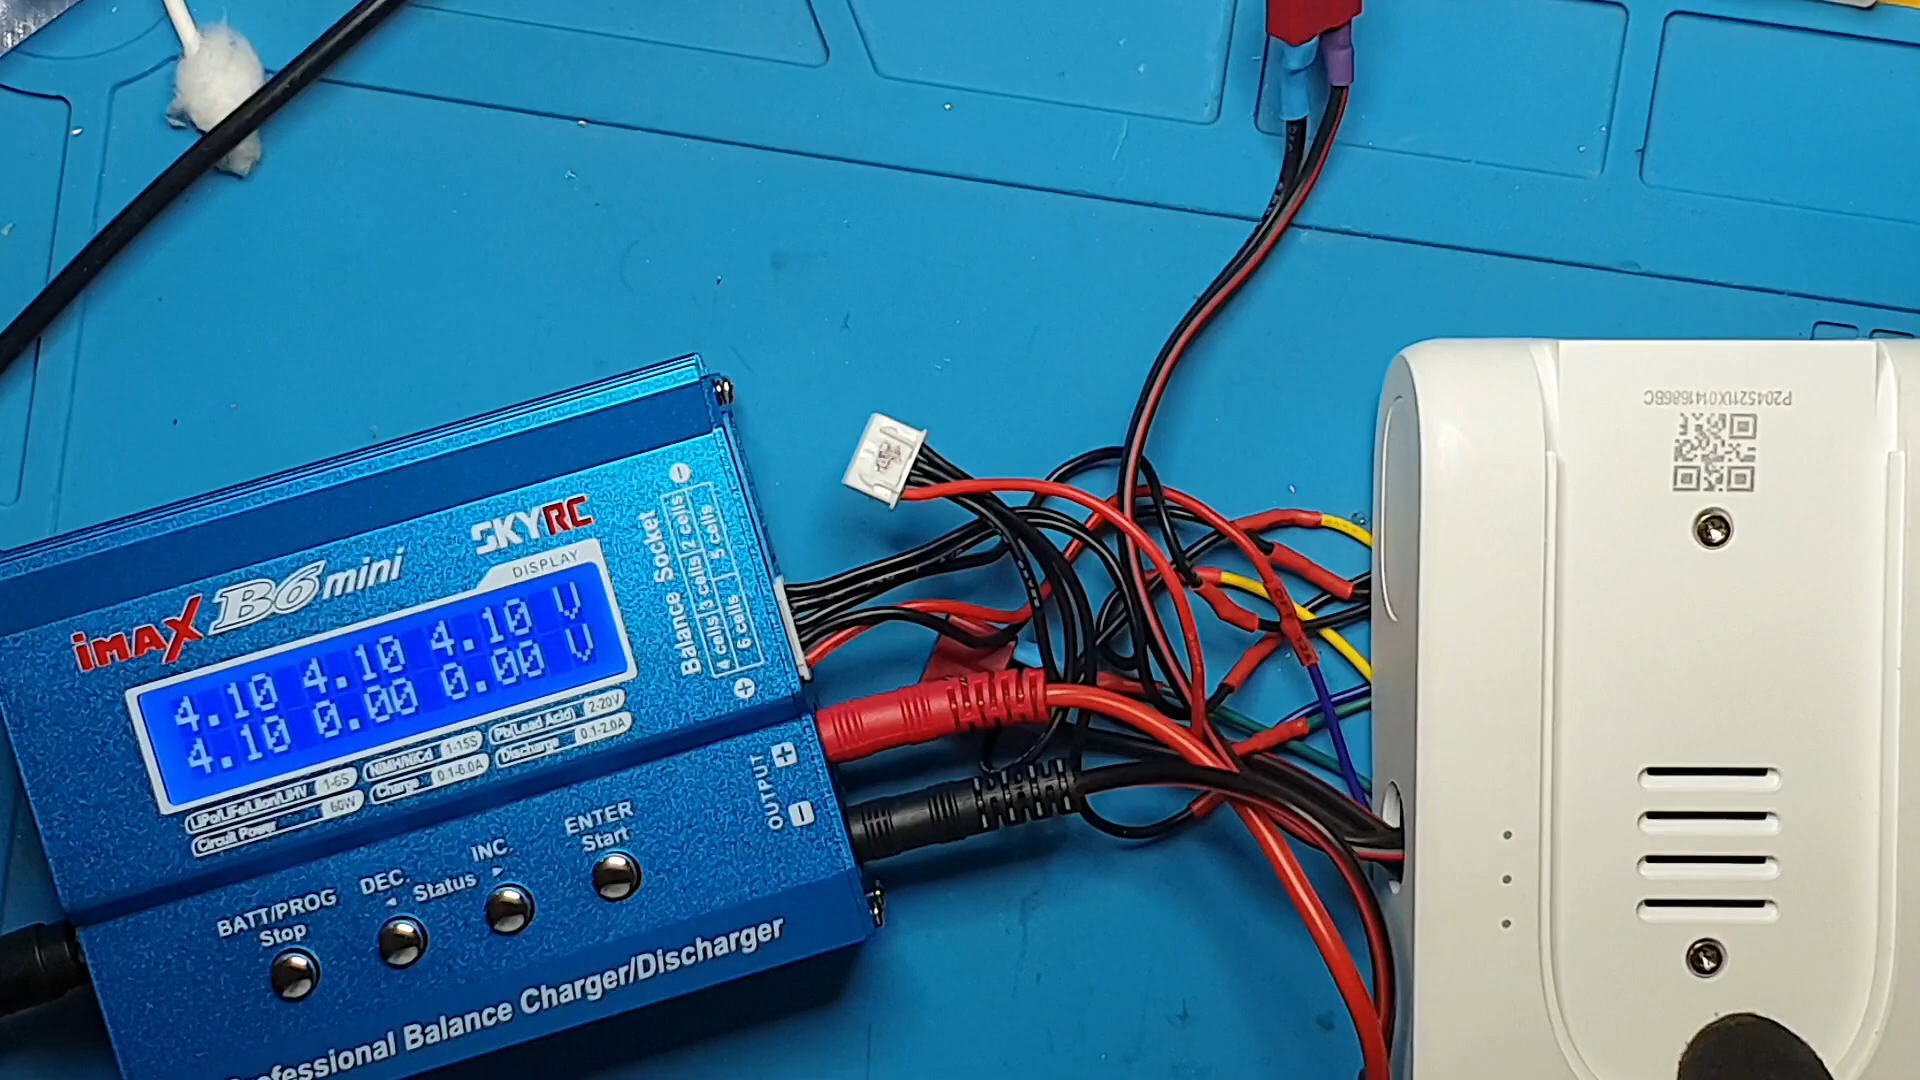 P204521UX0141686BC
SKYRC
iMAX B6mini
DISPLAY
4.10 4.10 4.10 V
4.10 0.00 0.00 V
LiPo/LiFe/LiIon/LiHV 1-6S NiMH/NiCd 1-15S Pb(Lead Acid) 2-20V
Circuit Power 60W Charge 0.1-6.0A Discharge 0.1-2.0A
Balance Socket
4 cells 3 cells 2 cells
6 cells 5 cells
OUTPUT
BATT/PROG
Stop
DEC.
Status
INC.
ENTER
Start
Professional Balance Charger/Discharger